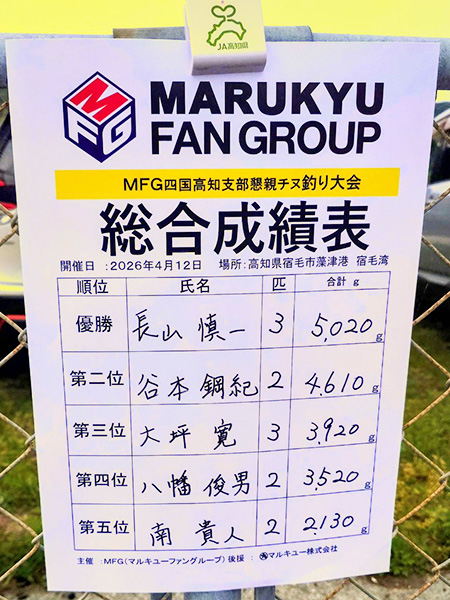 JA高知県
MFG
MARUKYU
FAN GROUP
MFG四国高知支部懇親チヌ釣り大会
総合成績表
開催日 :2026年4月12日 場所:高知県宿毛市藻津港 宿毛湾
順位 氏名 匹 合計 g
優勝 長山 慎一 3 5,020 g
第二位 谷本 鋼紀 2 4,610 g
第三位 大坪 寛 3 3,920 g
第四位 八幡 俊男 2 3,520 g
第五位 南 貴人 2 2,130 g
主催 :MFG(マルキユーファングループ) 後援 : マルキユー株式会社